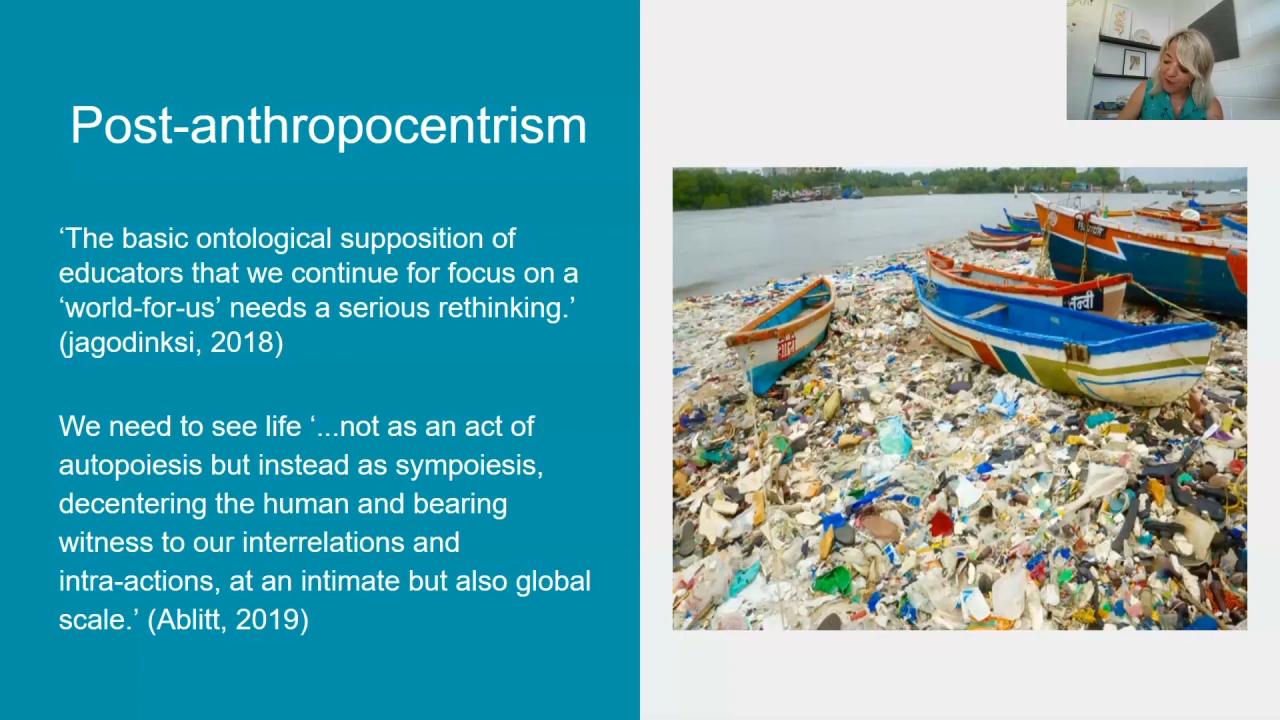 Post-anthropocentrism
‘The basic ontological supposition of
educators that we continue for focus on a
‘world-for-us’ needs a serious rethinking.’
(jagodinksi, 2018)
We need to see life ‘...not as an act of
autopoiesis but instead as sympoiesis,
decentering the human and bearing
witness to our interrelations and
intra-actions, at an intimate but also global
scale.’ (Ablitt, 2019)
तन्वी